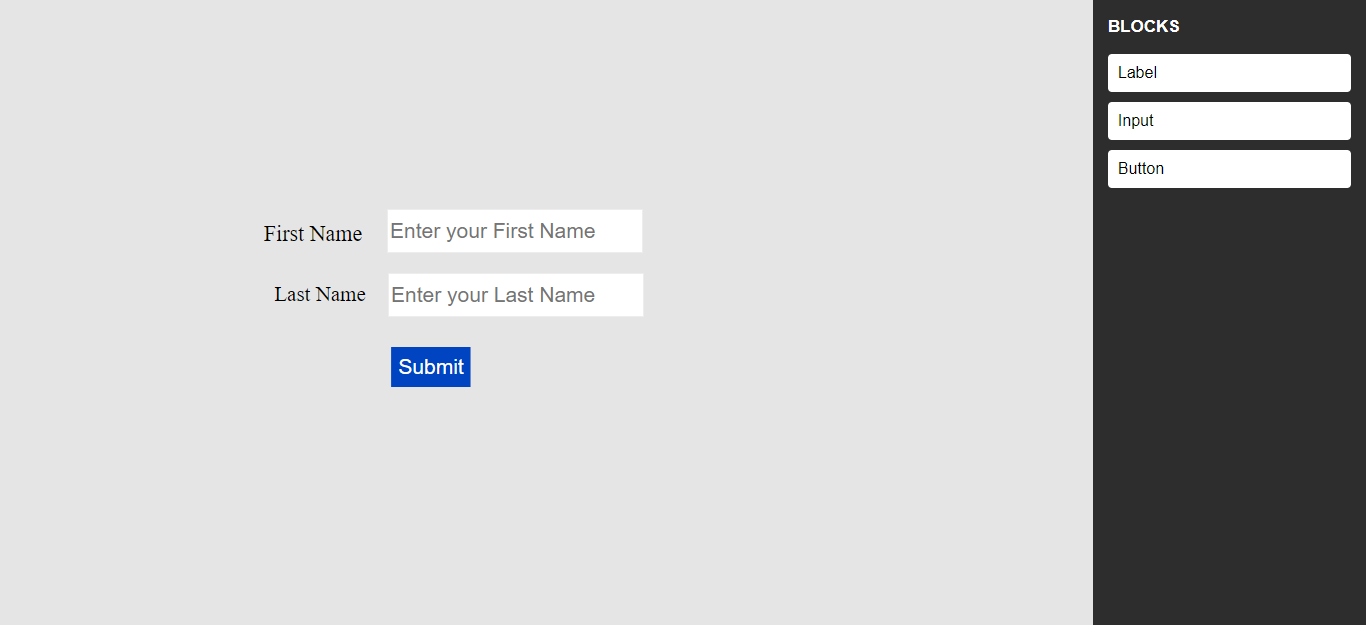 First Name
Enter your First Name
Last Name
Enter your Last Name
Submit
BLOCKS
Label
Input
Button